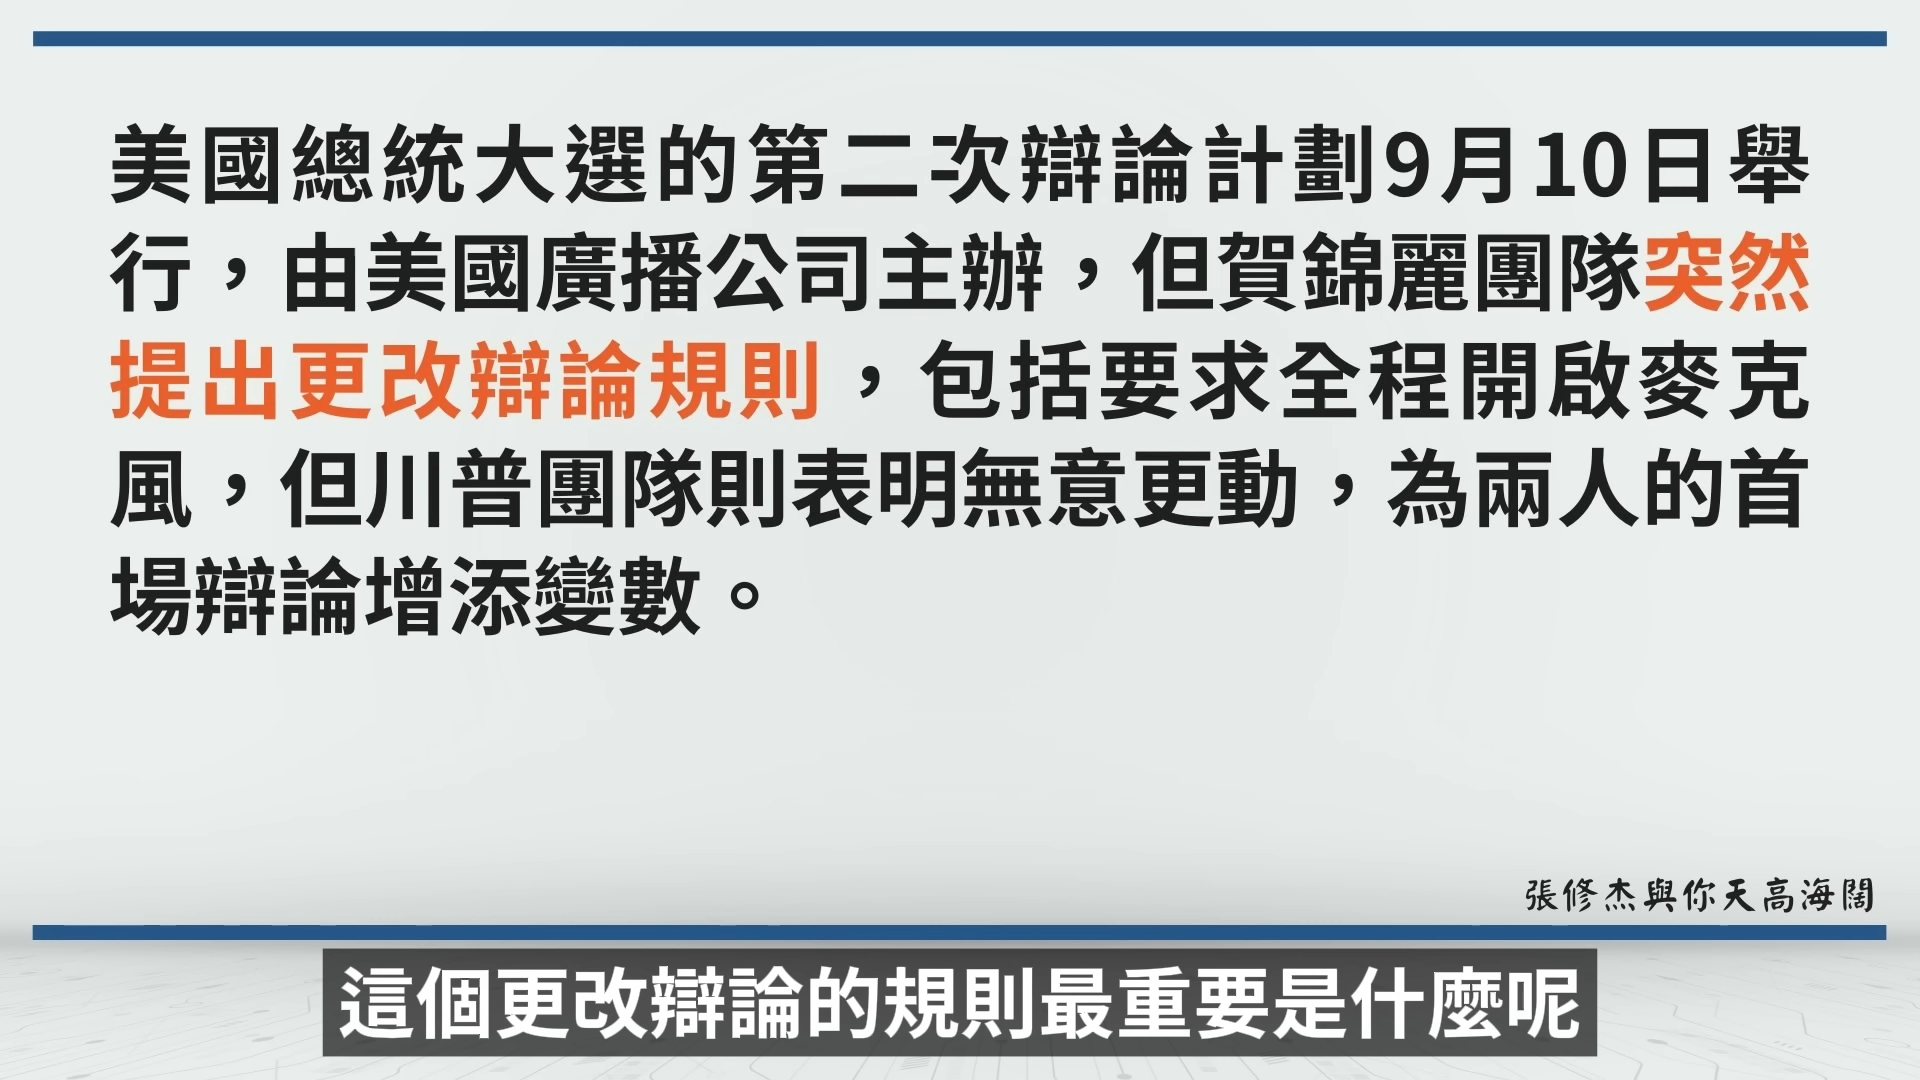 美國總統大選的第二次辯論計劃9月10日舉
行，由美國廣播公司主辦，但賀錦麗團隊突然
提出更改辯論規則，包括要求全程開啟麥克
風，但川普團隊則表明無意更動，為兩人的首
場辯論增添變數。
張修杰與你天高海闊
這個更改辯論的規則最重要是什麼呢